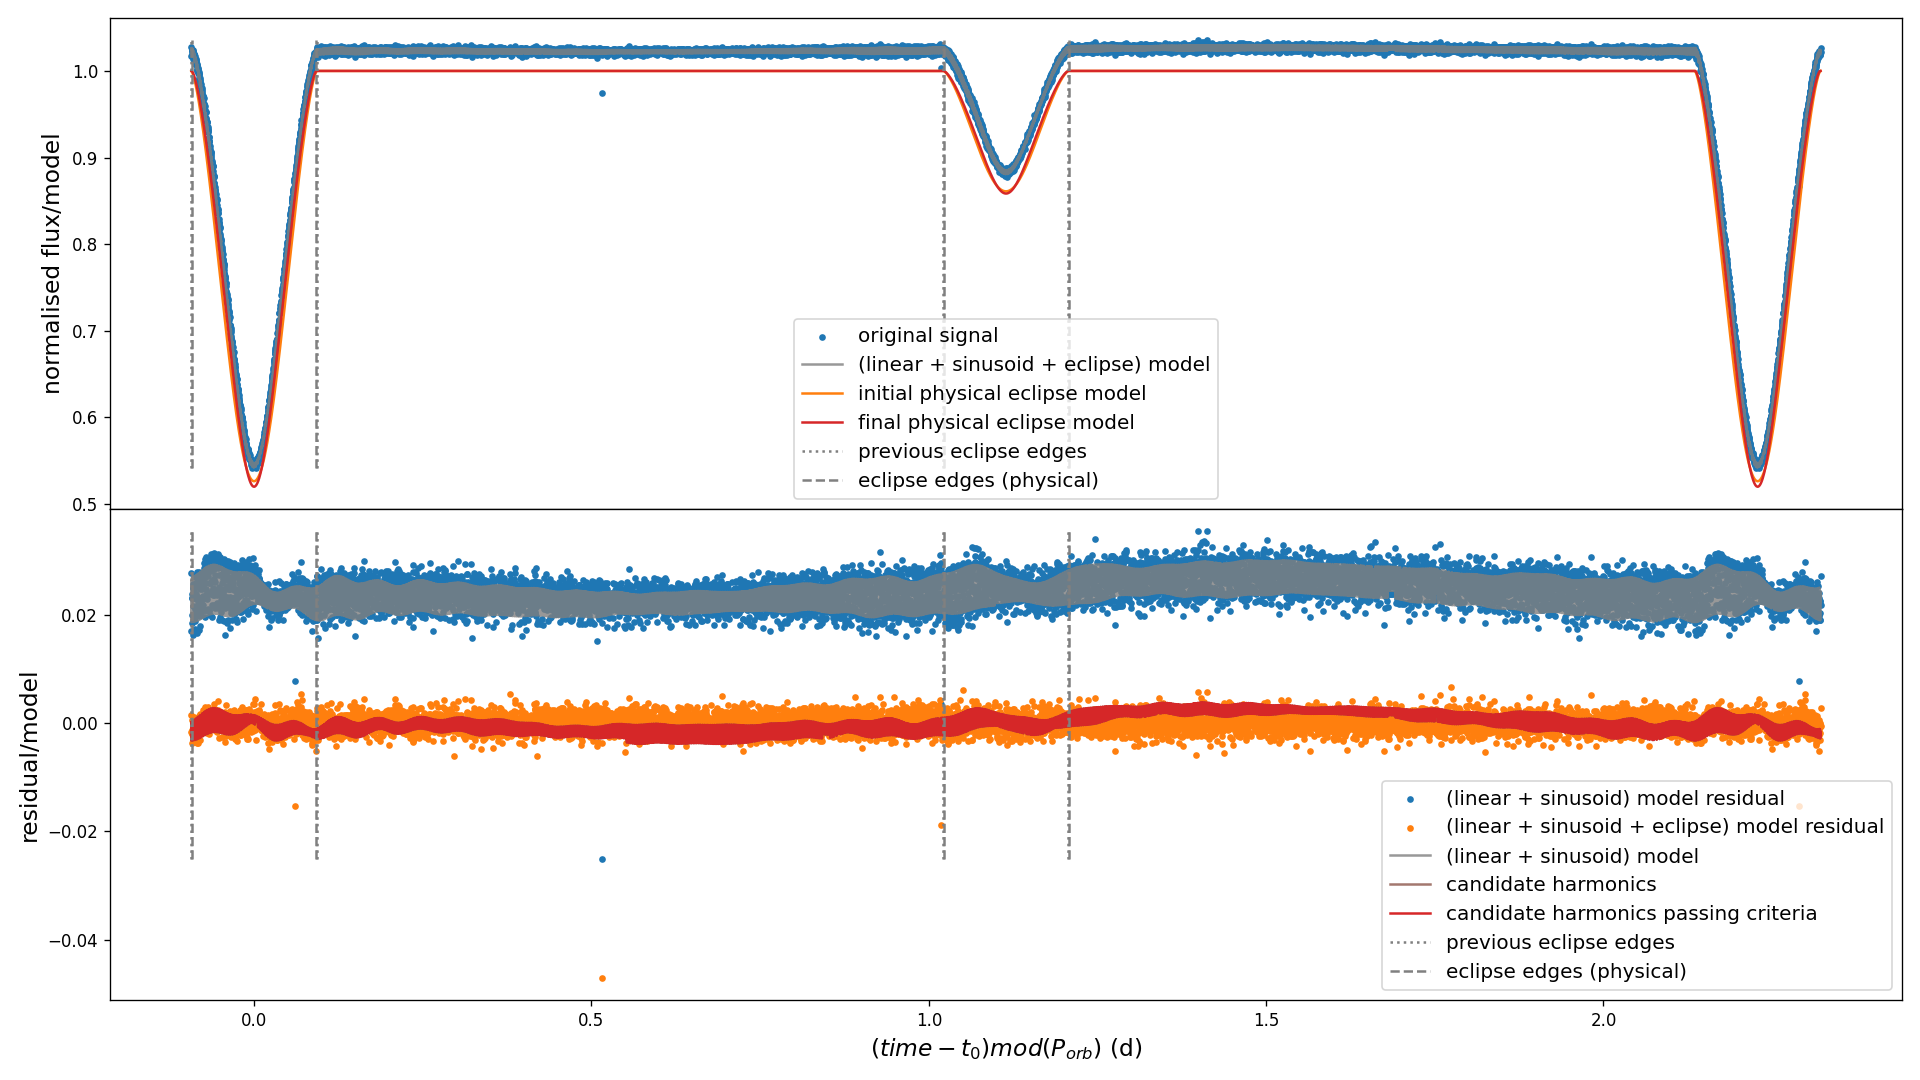 normalised flux/model
1.0
0.9
0.8
0.7
0.6
0.5
original signal
(linear + sinusoid + eclipse) model
initial physical eclipse model
final physical eclipse model
previous eclipse edges
eclipse edges (physical)
residual/model
0.02
0.00
−0.02
−0.04
(linear + sinusoid) model residual
(linear + sinusoid + eclipse) model residual
(linear + sinusoid) model
candidate harmonics
candidate harmonics passing criteria
previous eclipse edges
eclipse edges (physical)
0.0 0.5 1.0 1.5 2.0
(time − t₀)mod(P_orb) (d)